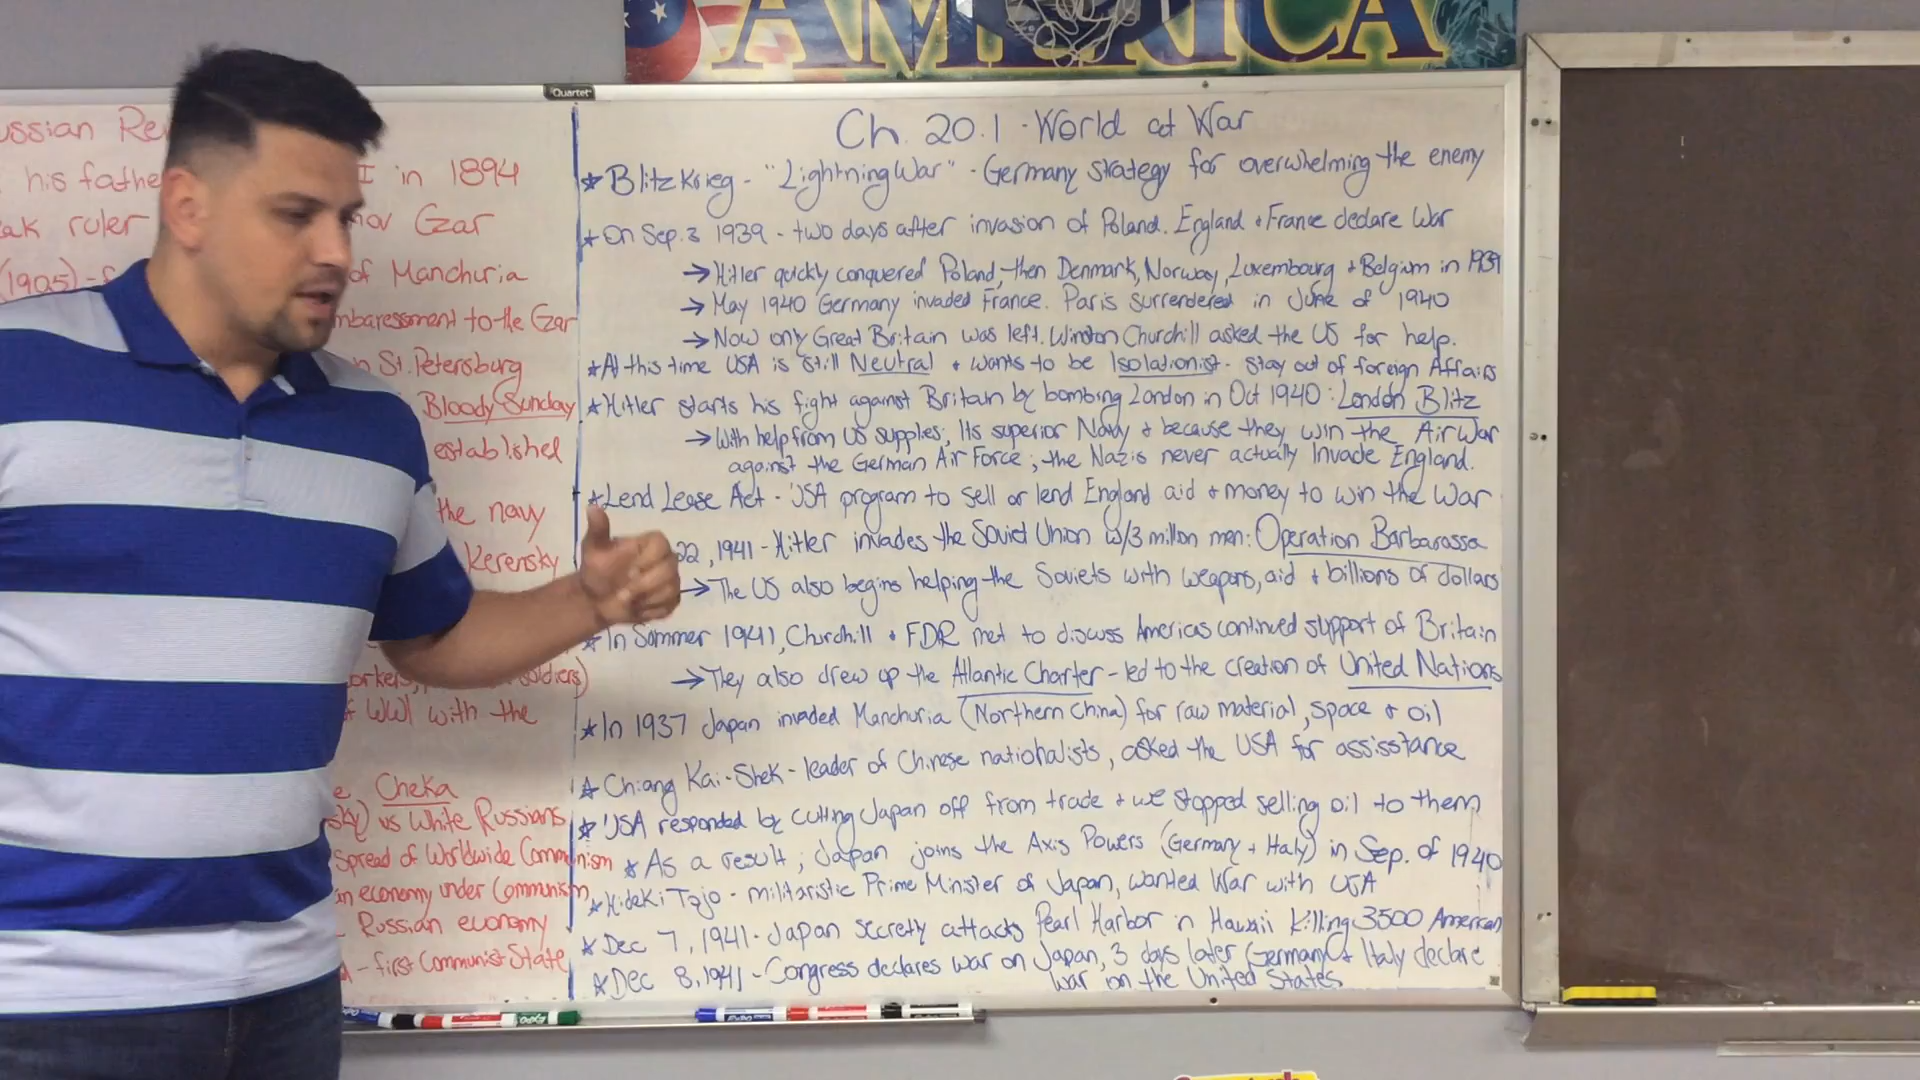 AMERICA
Quartet
ussian Re
his fathe I in 1894
eak ruler nov Czar
(1905) - f of Manchuria
mbaressment to the Czar
n St. Petersburg
Bloody Sunday
established
the navy
Kerensky
orkers, soldiers)
f WWI with the
e Cheka
sky) vs White Russians
Spread of Worldwide Communism
an economy under Communism
Russian economy
- first Communist State
Ch. 20.1 - World at War
* Blitzkrieg - "Lightning War" - Germany strategy for overwhelming the enemy
* On Sep. 3 1939 - two days after invasion of Poland. England + France declare War
→ Hitler quickly conquered Poland, then Denmark, Norway, Luxembourg + Belgium in 1939
→ May 1940 Germany invaded France. Paris surrendered in June of 1940
→ Now only Great Britain was left. Winston Churchill asked the US for help.
* At this time USA is still Neutral + wants to be Isolationist - stay out of foreign Affairs
* Hitler starts his fight against Britain by bombing London in Oct 1940: London Blitz
→ With help from US supplies, Its superior Navy + because they win the Air War
against the German Air Force; the Nazis never actually Invade England.
* Lend Lease Act - USA program to sell or lend England aid + money to win the War
22, 1941 - Hitler invades the Soviet Union w/3 millon men: Operation Barbarossa
→ The US also begins helping the Soviets with weapons, aid + billions of dollars
* In Sommer 1941, Churchill + FDR met to discuss Americas continued support of Britain
→ They also drew up the Atlantic Charter - led to the creation of United Nations
* In 1937 Japan invaded Manchuria (Northern China) for raw material, space + oil
* Chiang Kai-Shek - leader of Chinese nationalists, asked the USA for assisstance
* USA responded by cutting Japan off from trade + we stopped selling oil to them
* As a result; Japan joins the Axis Powers (Germany + Italy) in Sep. of 1940
* Hideki Tojo - militaristic Prime Minister of Japan, wanted War with USA
* Dec 7, 1941 - Japan secretly attacks Pearl Harbor in Hawaii Killing 3500 American
* Dec 8, 1941 - Congress declares war on Japan, 3 days later Germany + Italy declare
war on the United States
EXPO